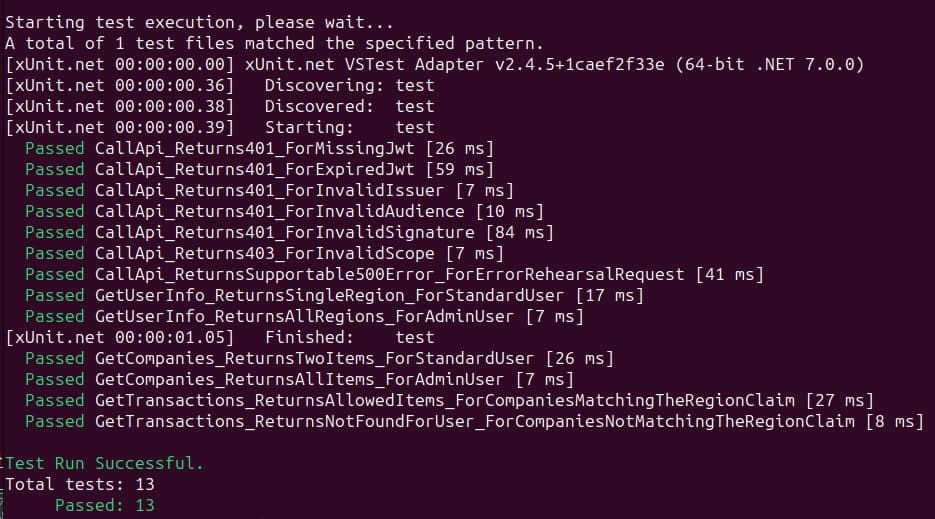 Starting test execution, please wait...
A total of 1 test files matched the specified pattern.
[xUnit.net 00:00:00.00] xUnit.net VSTest Adapter v2.4.5+1caef2f33e (64-bit .NET 7.0.0)
[xUnit.net 00:00:00.36]   Discovering: test
[xUnit.net 00:00:00.38]   Discovered:  test
[xUnit.net 00:00:00.39]   Starting:    test
  Passed CallApi_Returns401_ForMissingJwt [26 ms]
  Passed CallApi_Returns401_ForExpiredJwt [59 ms]
  Passed CallApi_Returns401_ForInvalidIssuer [7 ms]
  Passed CallApi_Returns401_ForInvalidAudience [10 ms]
  Passed CallApi_Returns401_ForInvalidSignature [84 ms]
  Passed CallApi_Returns403_ForInvalidScope [7 ms]
  Passed CallApi_ReturnsSupportable500Error_ForErrorRehearsalRequest [41 ms]
  Passed GetUserInfo_ReturnsSingleRegion_ForStandardUser [17 ms]
  Passed GetUserInfo_ReturnsAllRegions_ForAdminUser [7 ms]
[xUnit.net 00:00:01.05]   Finished:    test
  Passed GetCompanies_ReturnsTwoItems_ForStandardUser [26 ms]
  Passed GetCompanies_ReturnsAllItems_ForAdminUser [7 ms]
  Passed GetTransactions_ReturnsAllowedItems_ForCompaniesMatchingTheRegionClaim [27 ms]
  Passed GetTransactions_ReturnsNotFoundForUser_ForCompaniesNotMatchingTheRegionClaim [8 ms]
Test Run Successful.
Total tests: 13
     Passed: 13